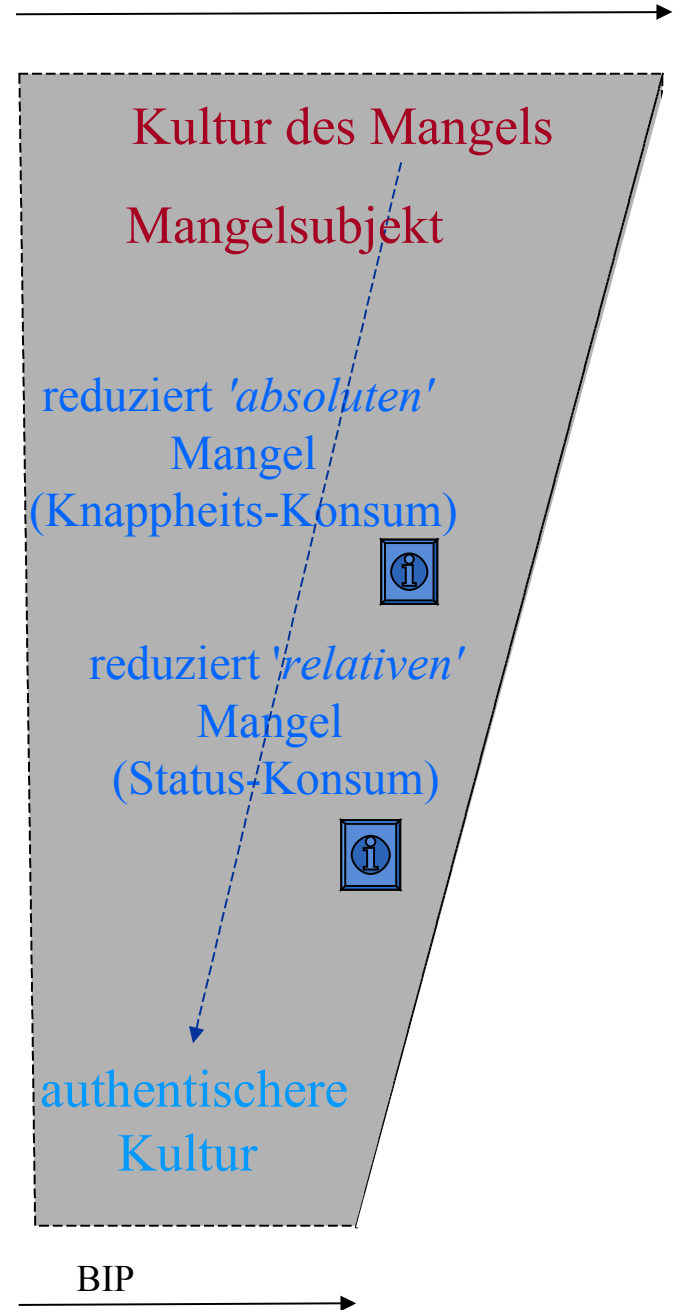 Kultur des Mangels
Mangelsubjekt
reduziert 'absoluten'
Mangel
(Knappheits-Konsum)
reduziert 'relativen'
Mangel
(Status-Konsum)
authentischere
Kultur
BIP